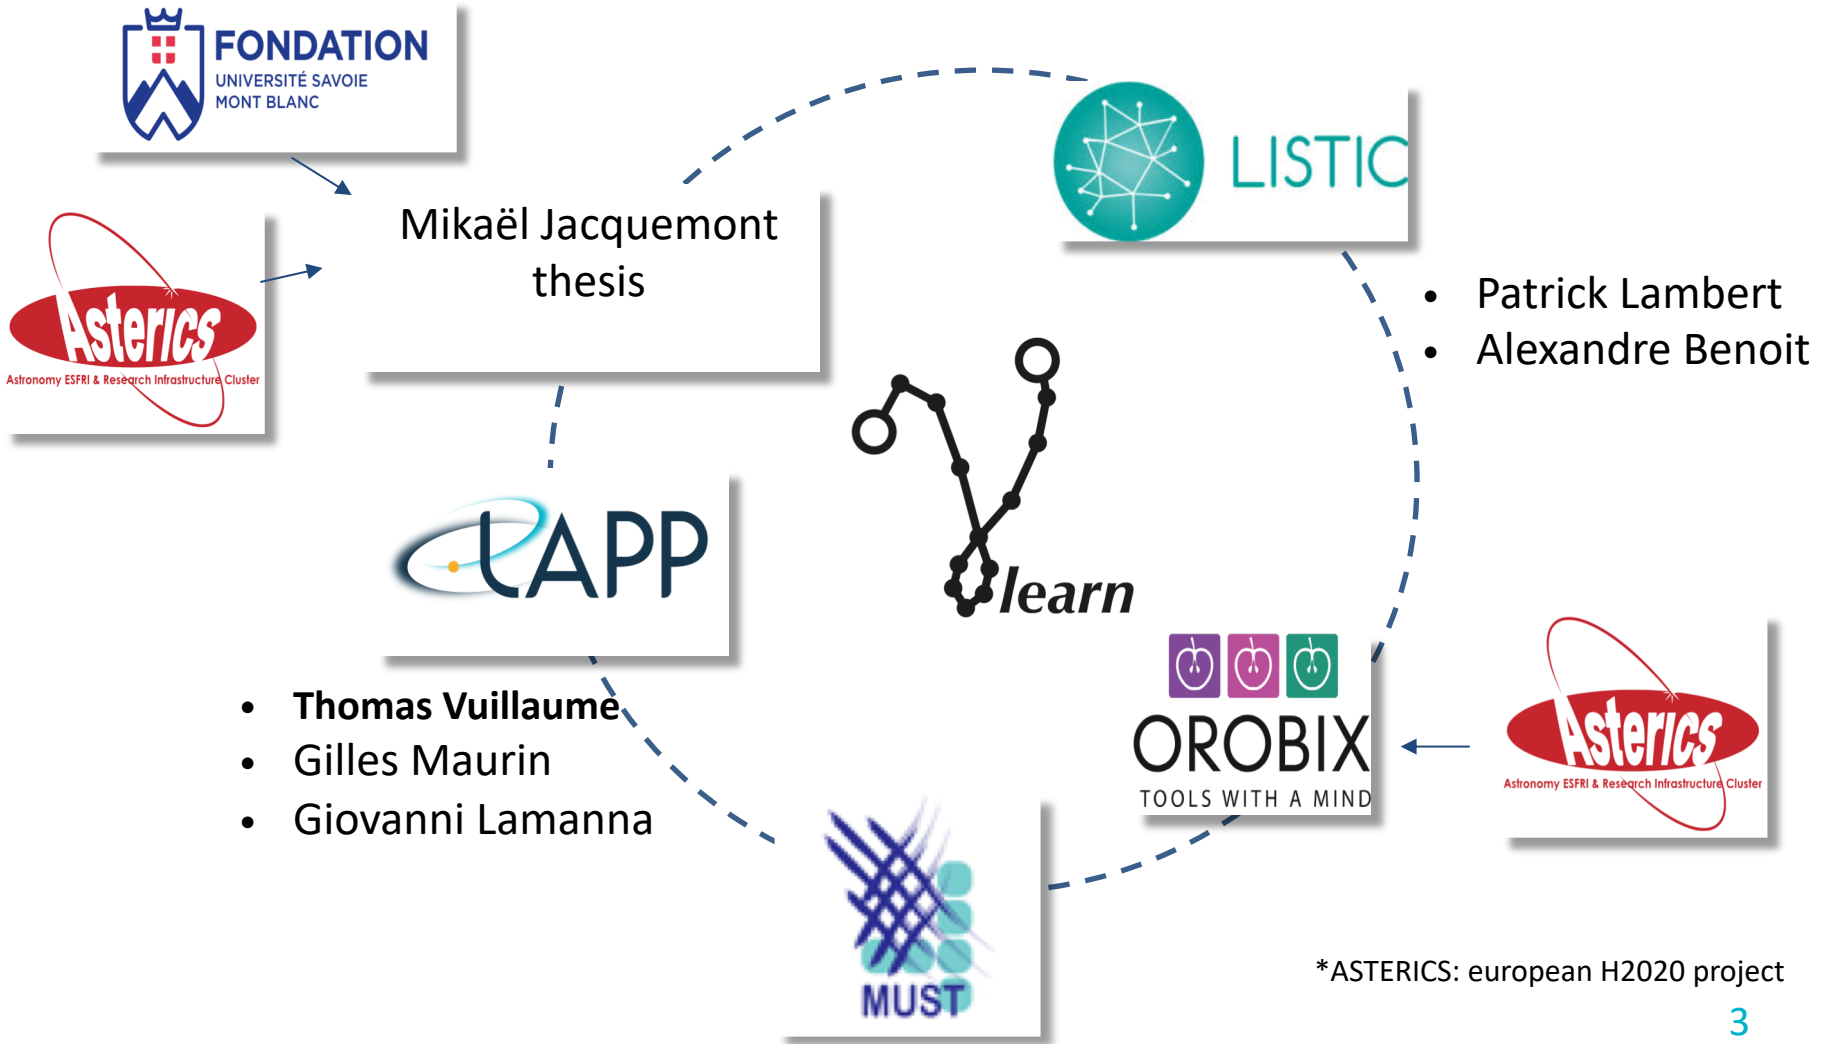 FONDATION
UNIVERSITÉ SAVOIE
MONT BLANC
LISTIC
Mikaël Jacquemont
thesis
Asterics
Astronomy ESFRI & Research Infrastructure Cluster
• Patrick Lambert
• Alexandre Benoit
LAPP
learn
• Thomas Vuillaume
• Gilles Maurin
• Giovanni Lamanna
OROBIX
TOOLS WITH A MIND
Asterics
Astronomy ESFRI & Research Infrastructure Cluster
MUST
*ASTERICS: european H2020 project
3